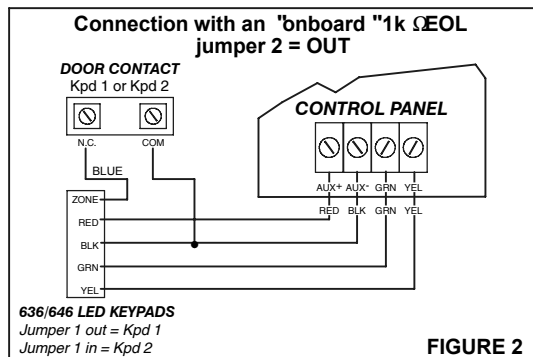 Connection with an "onboard "1k ΩEOL
jumper 2 = OUT
DOOR CONTACT
Kpd 1 or Kpd 2
N.C. COM
BLUE
CONTROL PANEL
AUX+ AUX- GRN YEL
RED BLK GRN YEL
ZONE
RED
BLK
GRN
YEL
636/646 LED KEYPADS
Jumper 1 out = Kpd 1
Jumper 1 in = Kpd 2
FIGURE 2